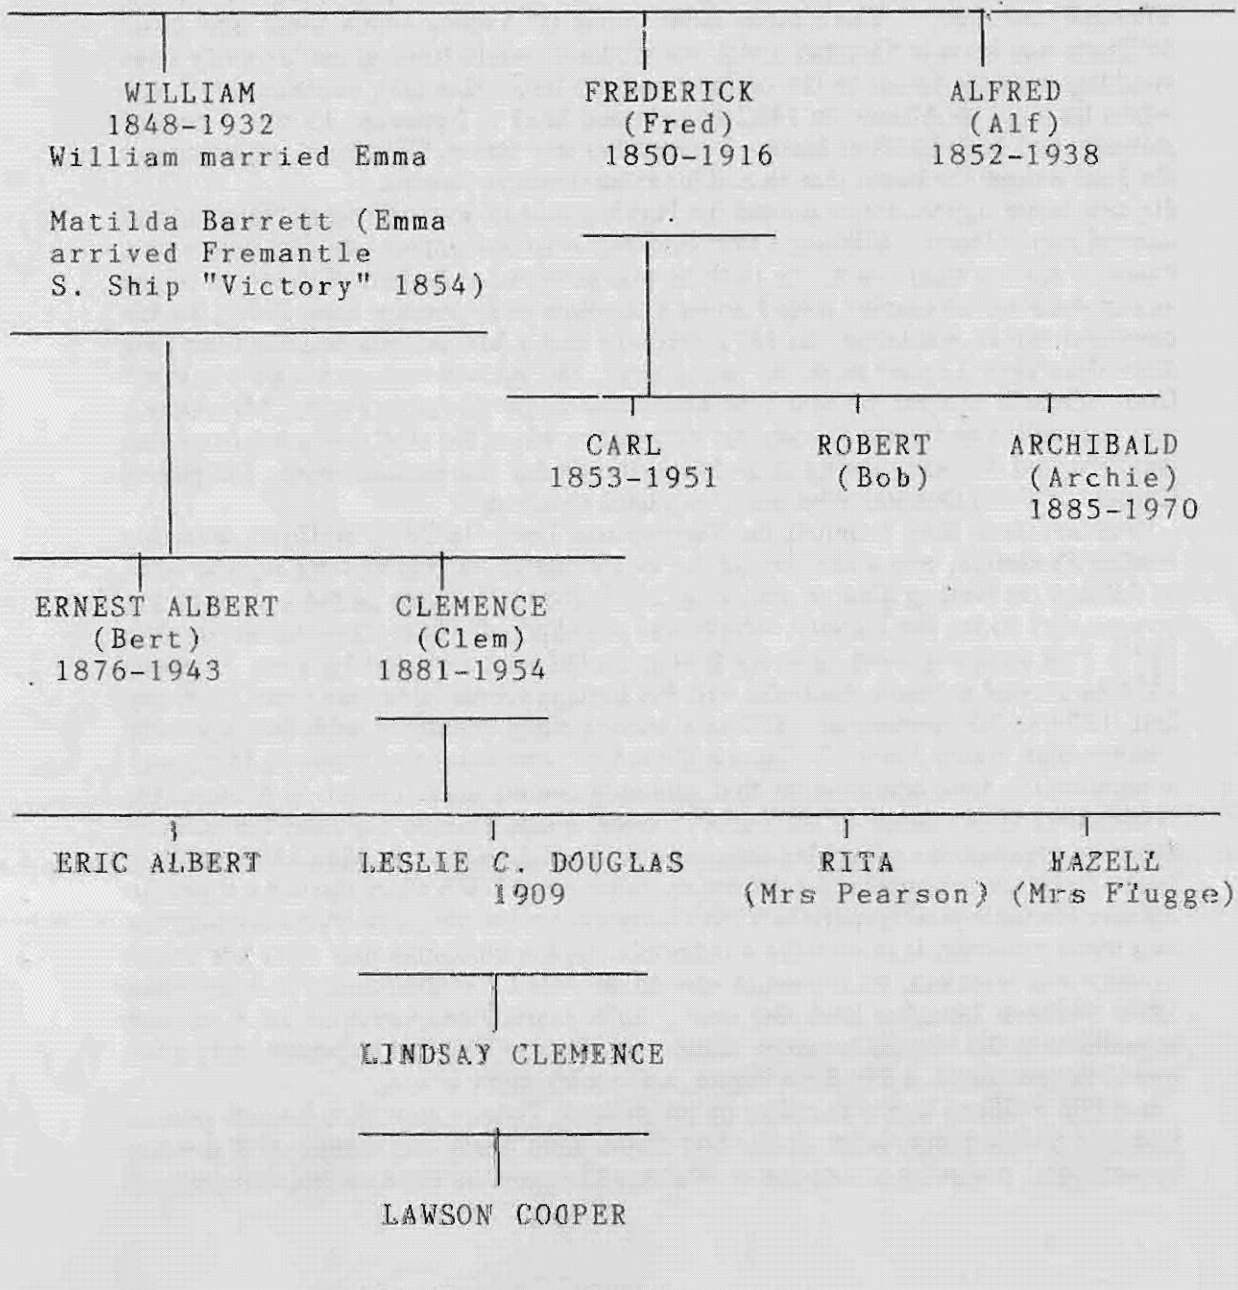 WILLIAM
1848-1932
William married Emma
Matilda Barrett (Emma
arrived Fremantle
S. Ship "Victory" 1854)
FREDERICK
(Fred)
1850-1916
ALFRED
(Alf)
1852-1938
CARL
1853-1951
ROBERT
(Bob)
ARCHIBALD
(Archie)
1885-1970
ERNEST ALBERT
(Bert)
1876-1943
CLEMENCE
(Clem)
1881-1954
ERIC ALBERT
LESLIE C. DOUGLAS
1909
RITA
(Mrs Pearson)
HAZELL
(Mrs Flugge)
LINDSAY CLEMENCE
LAWSON COOPER